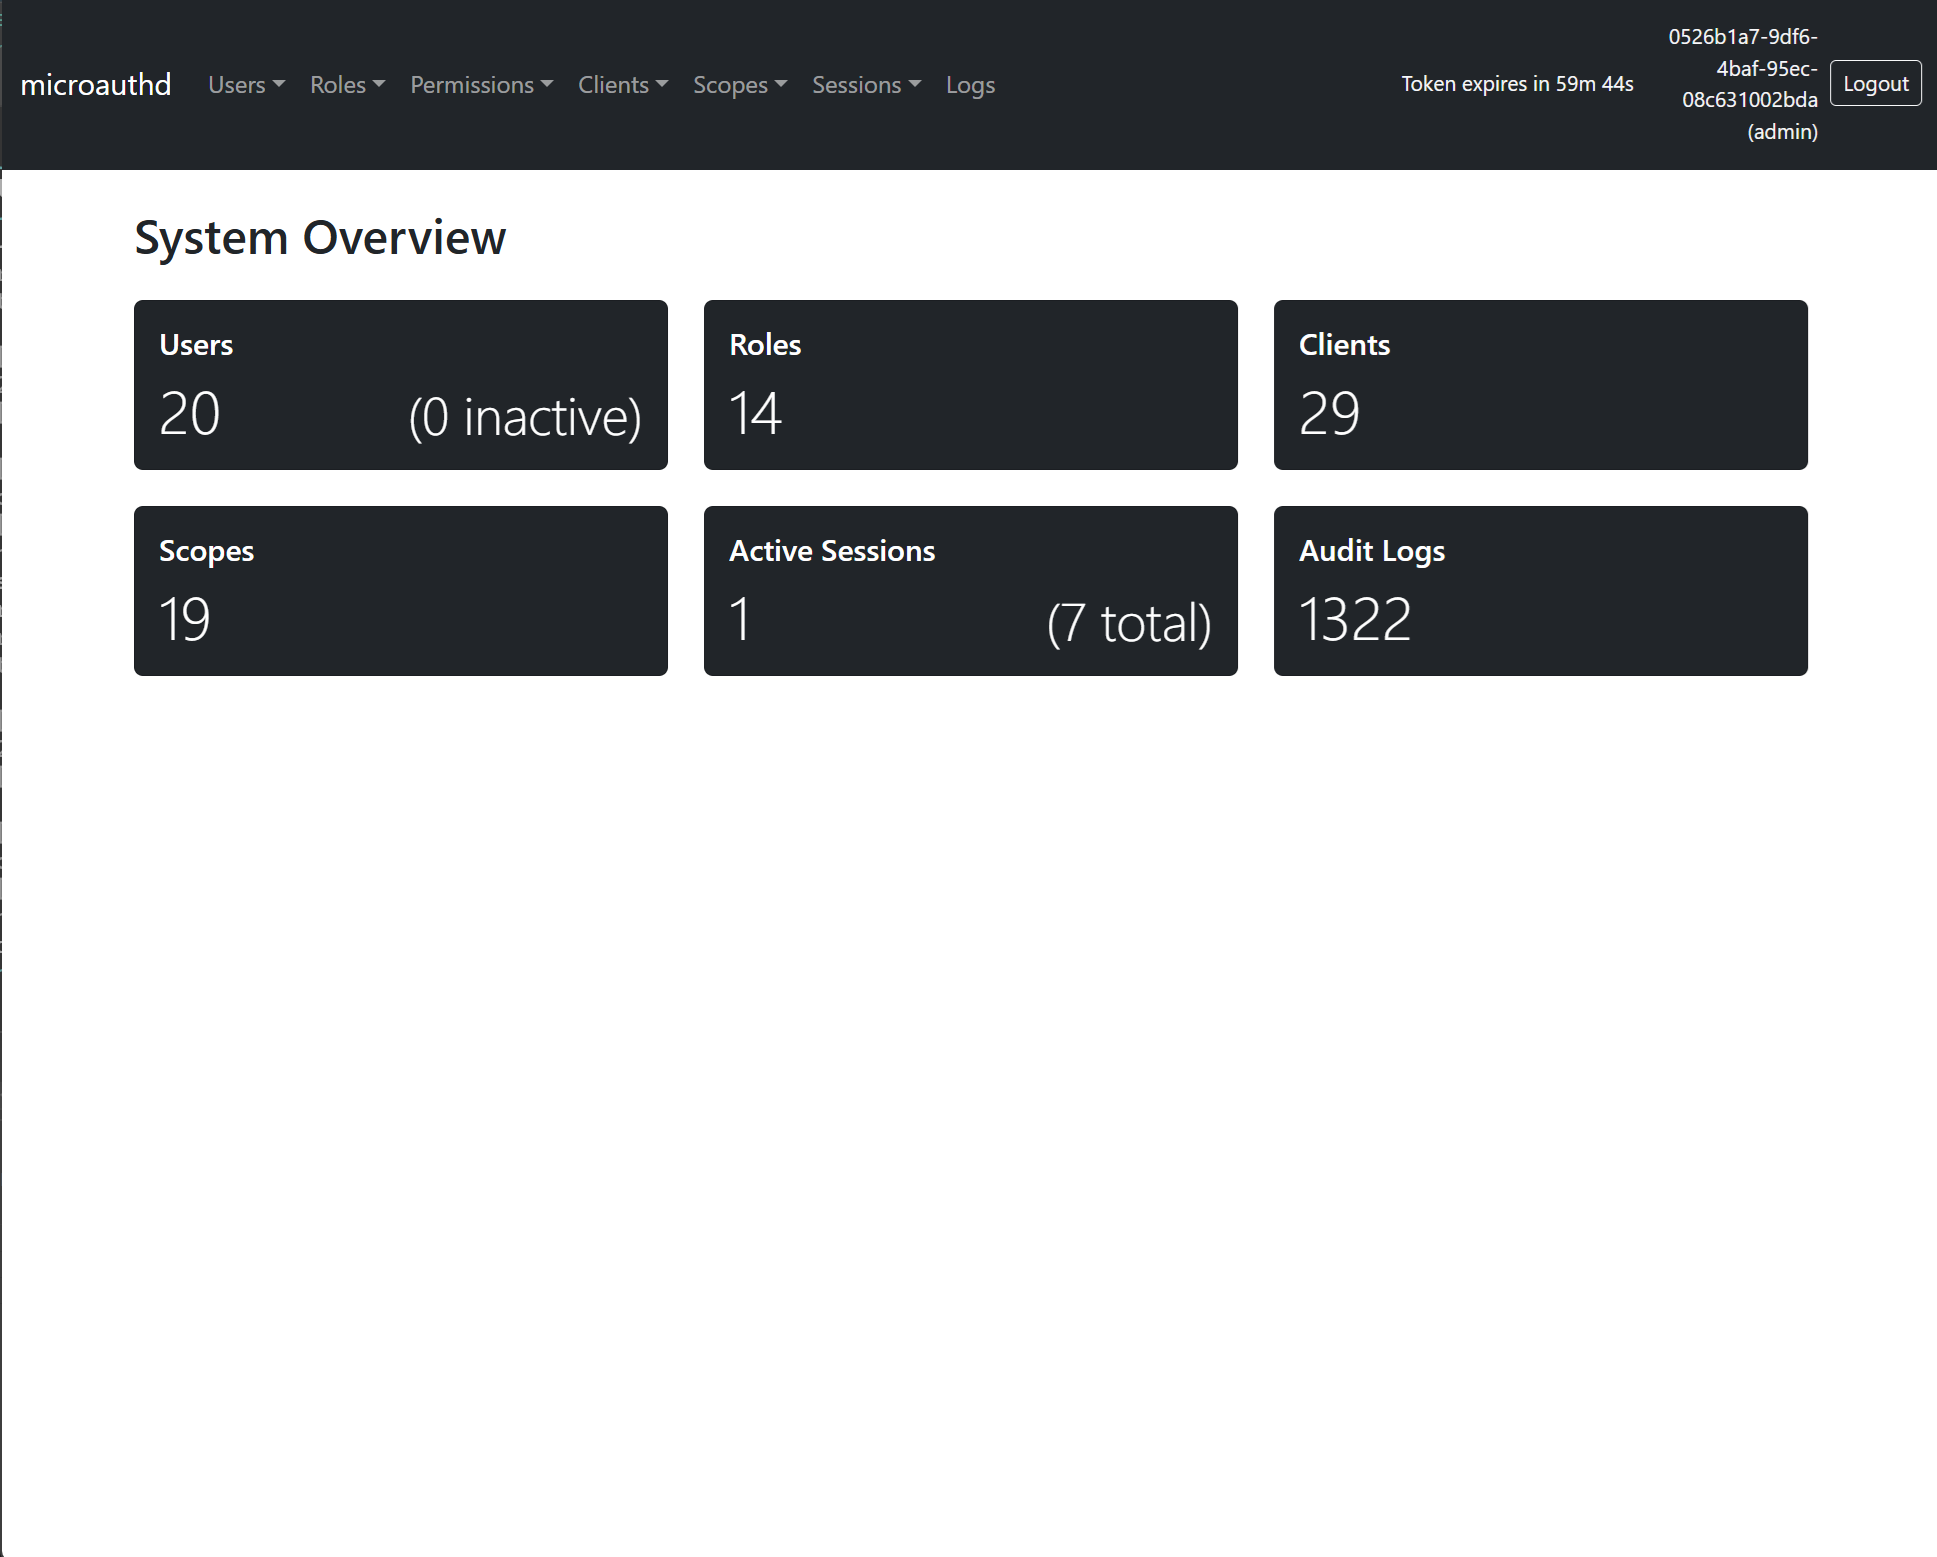 microauthd Users Roles Permissions Clients Scopes Sessions Logs
Token expires in 59m 44s
0526b1a7-9df6-
4baf-95ec-
08c631002bda
(admin)
Logout
System Overview
Users
20 (0 inactive)
Roles
14
Clients
29
Scopes
19
Active Sessions
1 (7 total)
Audit Logs
1322